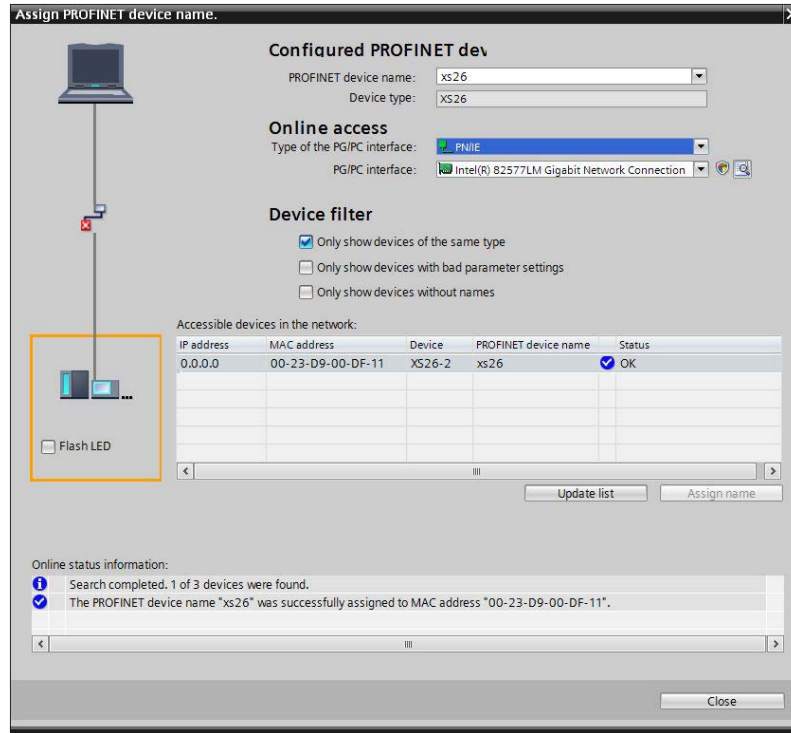 Assign PROFINET device name.
Configured PROFINET dev
PROFINET device name: xs26
Device type: XS26
Online access
Type of the PG/PC interface: PN/IE
PG/PC interface: Intel(R) 82577LM Gigabit Network Connection
Device filter
Only show devices of the same type
Only show devices with bad parameter settings
Only show devices without names
Accessible devices in the network:
IP address MAC address Device PROFINET device name Status
0.0.0.0 00-23-D9-00-DF-11 XS26-2 xs26 OK
...
Flash LED
Update list Assign name
Online status information:
Search completed. 1 of 3 devices were found.
The PROFINET device name "xs26" was successfully assigned to MAC address "00-23-D9-00-DF-11".
Close